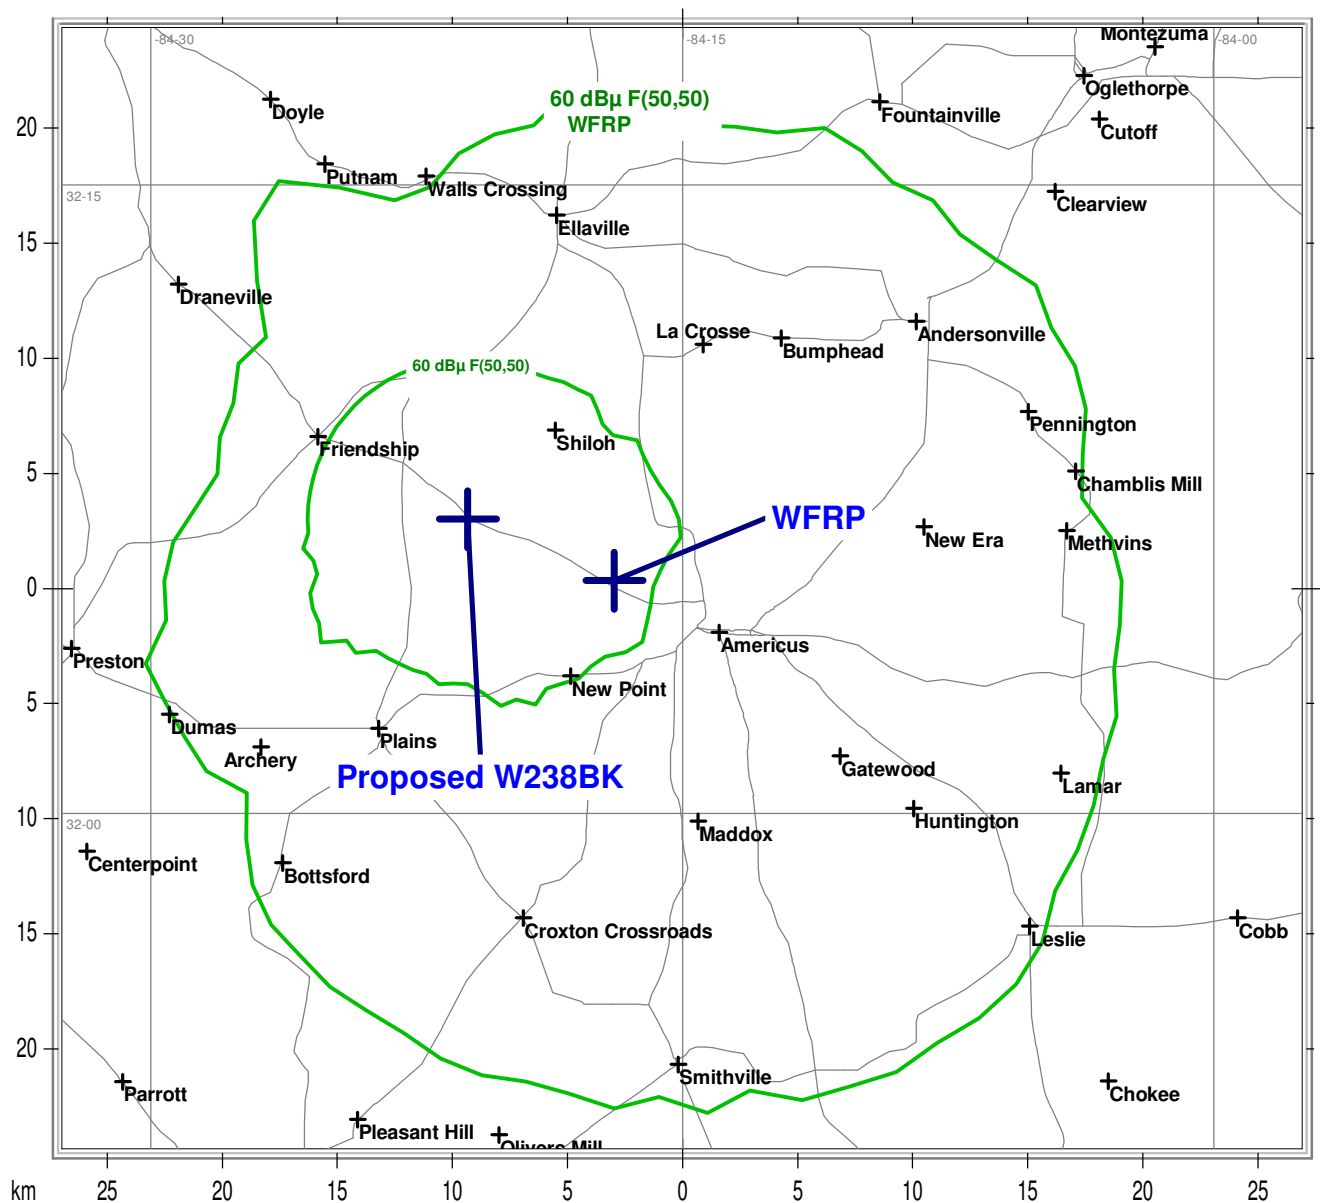 Montezuma
-84-30
-84-15
-84-00
Oglethorpe
60 dBµ F(50,50)
WFRP
Doyle
Fountainville
Cutoff
20
Putnam
Walls Crossing
32-15
Clearview
Ellaville
15
Draneville
La Crosse
Andersonville
Bumphead
10
60 dBµ F(50,50)
Pennington
Shiloh
Friendship
5
Chamblis Mill
WFRP
New Era
Methvins
0
Americus
Preston
New Point
5
Dumas
Plains
Archery
Gatewood
Proposed W238BK
Lamar
10
32-00
Huntington
Maddox
Centerpoint
Bottsford
15
Croxton Crossroads
Leslie
Cobb
20
Smithville
Parrott
Chokee
Pleasant Hill
Olivers Mill
km
25
20
15
10
5
0
5
10
15
20
25